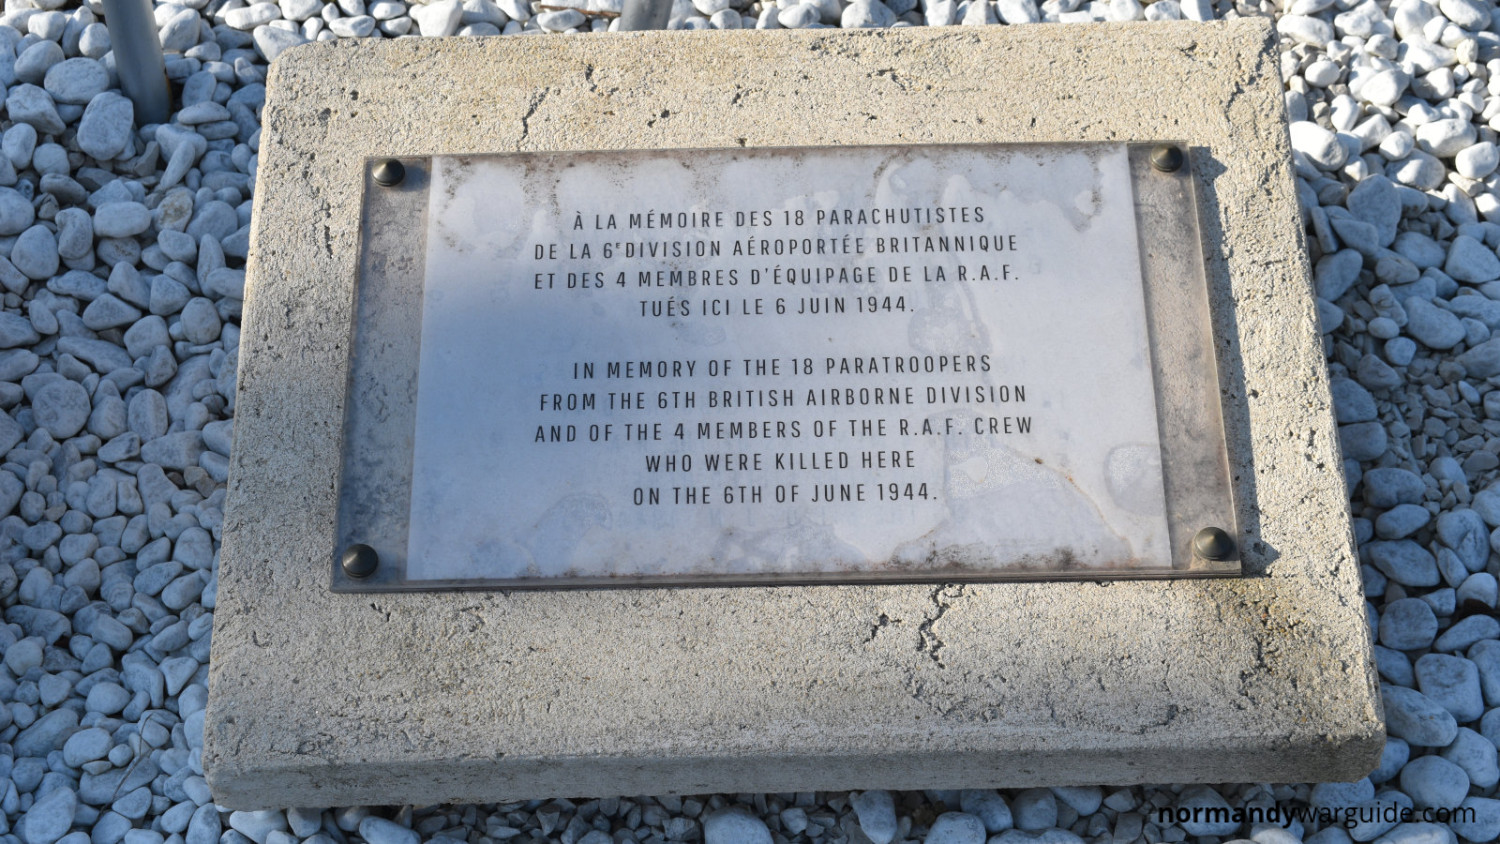 À LA MÉMOIRE DES 18 PARACHUTISTES
DE LA 6E DIVISION AÉROPORTÉE BRITANNIQUE
ET DES 4 MEMBRES D'ÉQUIPAGE DE LA R.A.F.
TUÉS ICI LE 6 JUIN 1944.
IN MEMORY OF THE 18 PARATROOPERS
FROM THE 6TH BRITISH AIRBORNE DIVISION
AND OF THE 4 MEMBERS OF THE R.A.F. CREW
WHO WERE KILLED HERE
ON THE 6TH OF JUNE 1944.
normandywarguide.com